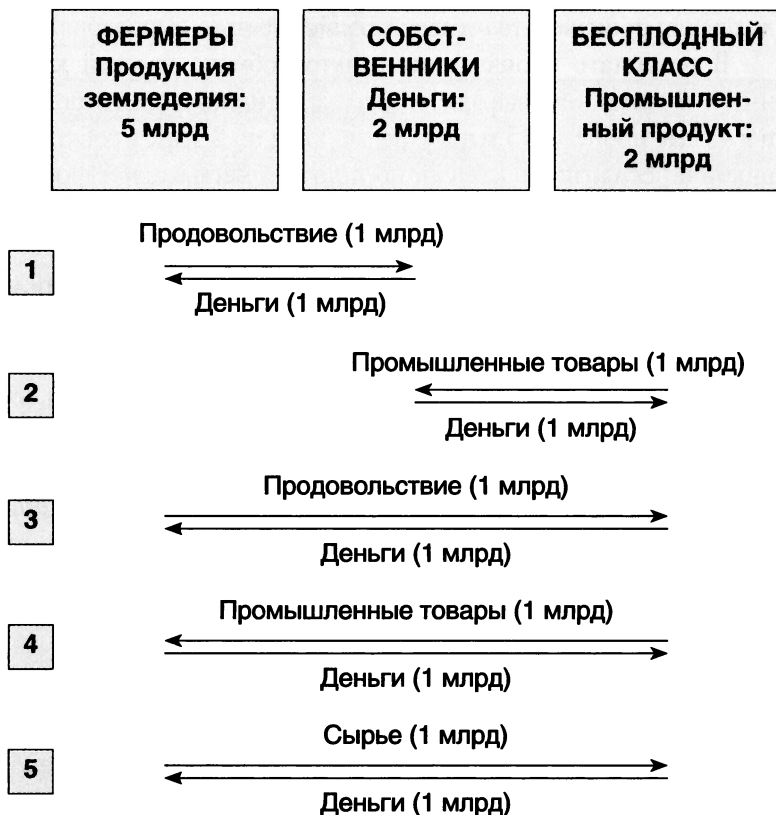 ФЕРМЕРЫ
Продукция
земледелия:
5 млрд
СОБСТ-
ВЕННИКИ
Деньги:
2 млрд
БЕСПЛОДНЫЙ
КЛАСС
Промышлен-
ный продукт:
2 млрд
1
Продовольствие (1 млрд)
Деньги (1 млрд)
2
Промышленные товары (1 млрд)
Деньги (1 млрд)
3
Продовольствие (1 млрд)
Деньги (1 млрд)
4
Промышленные товары (1 млрд)
Деньги (1 млрд)
5
Сырье (1 млрд)
Деньги (1 млрд)